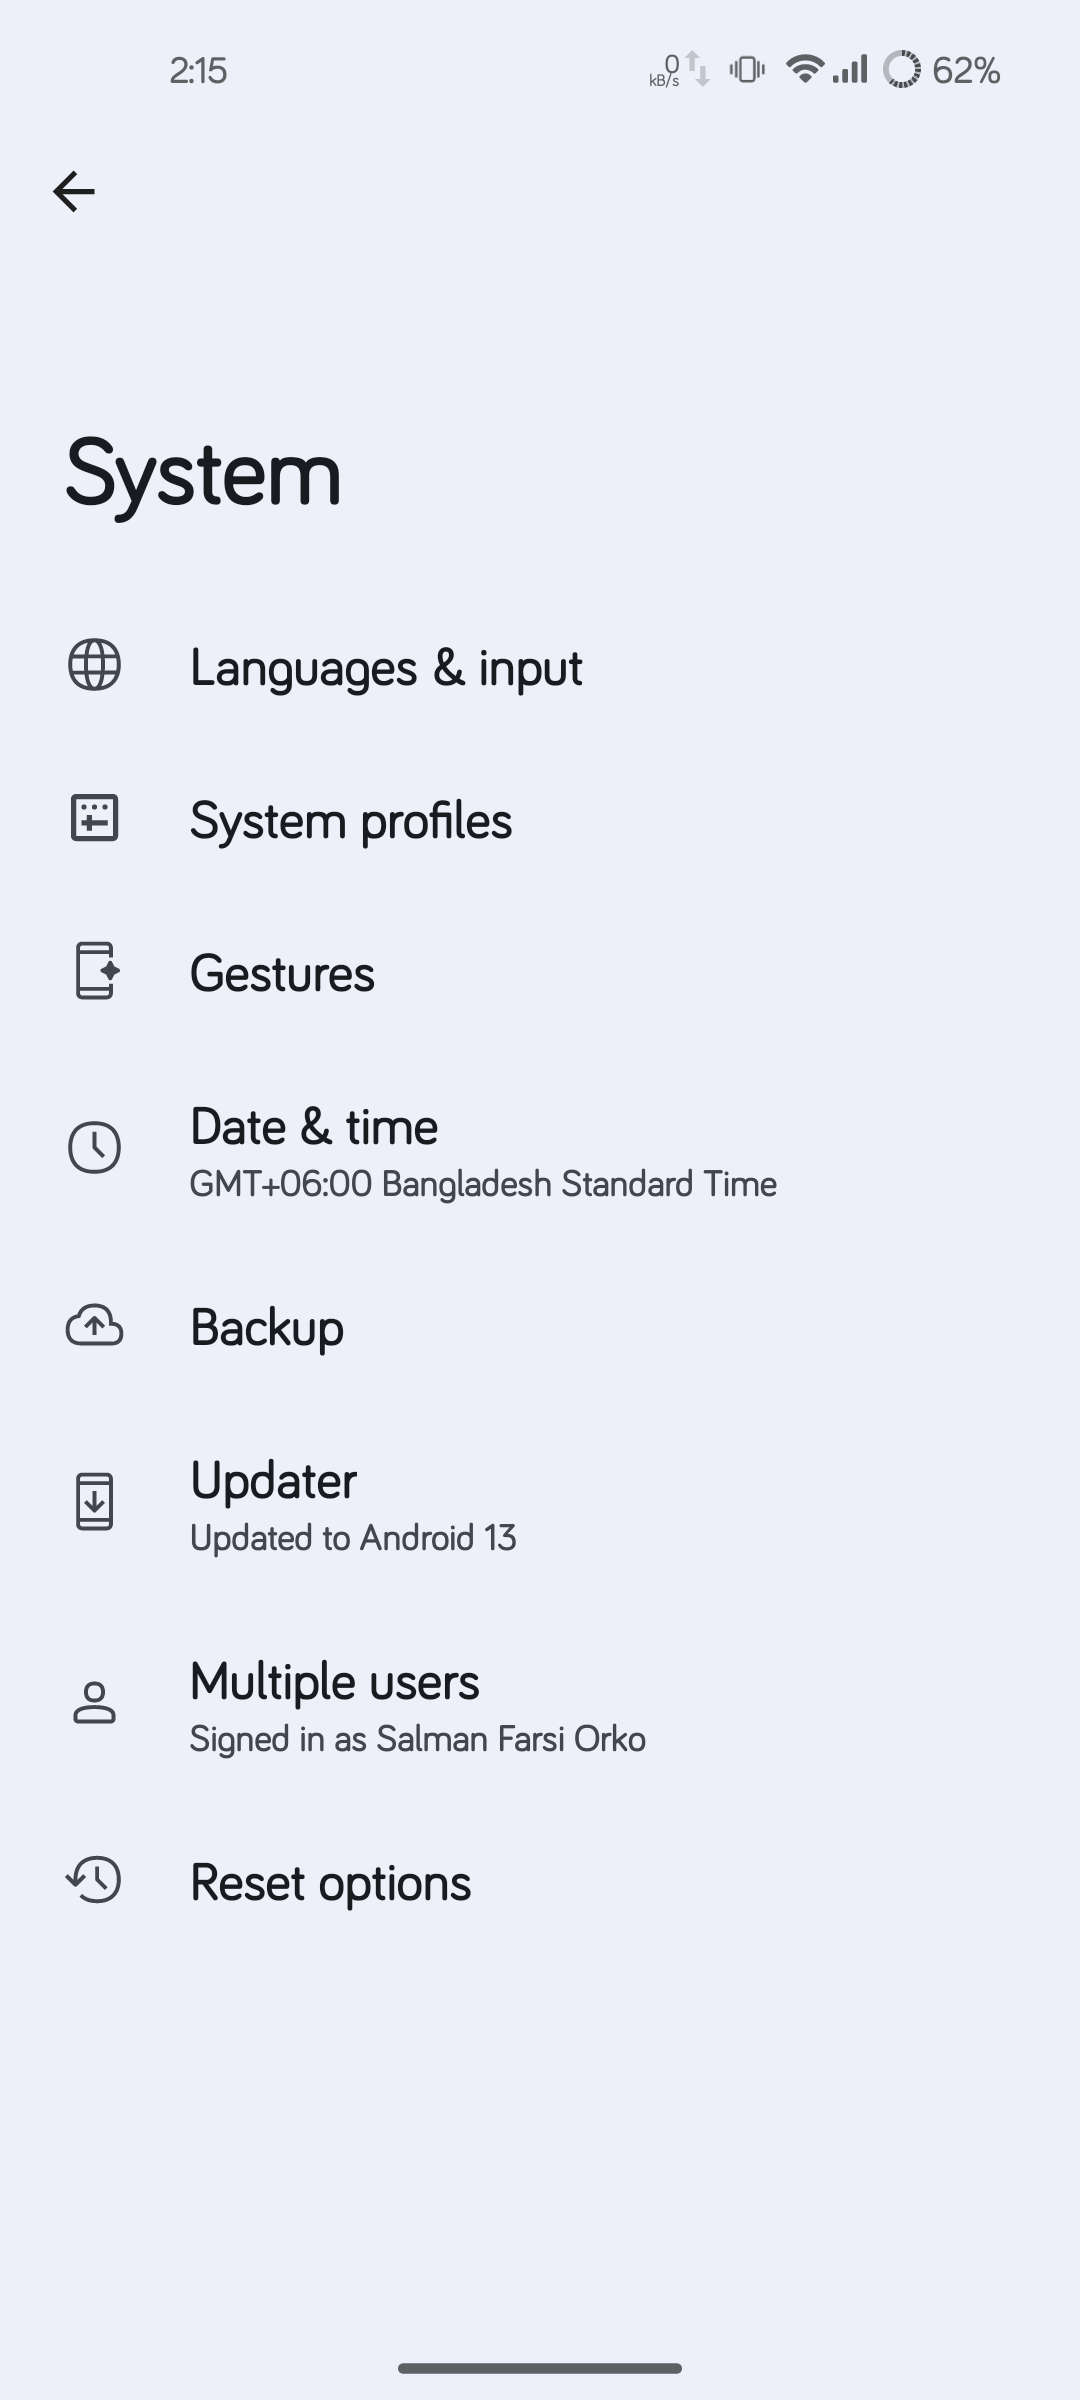 2:15
0
kB/s
62%
System
Languages & input
System profiles
Gestures
Date & time
GMT+06:00 Bangladesh Standard Time
Backup
Updater
Updated to Android 13
Multiple users
Signed in as Salman Farsi Orko
Reset options